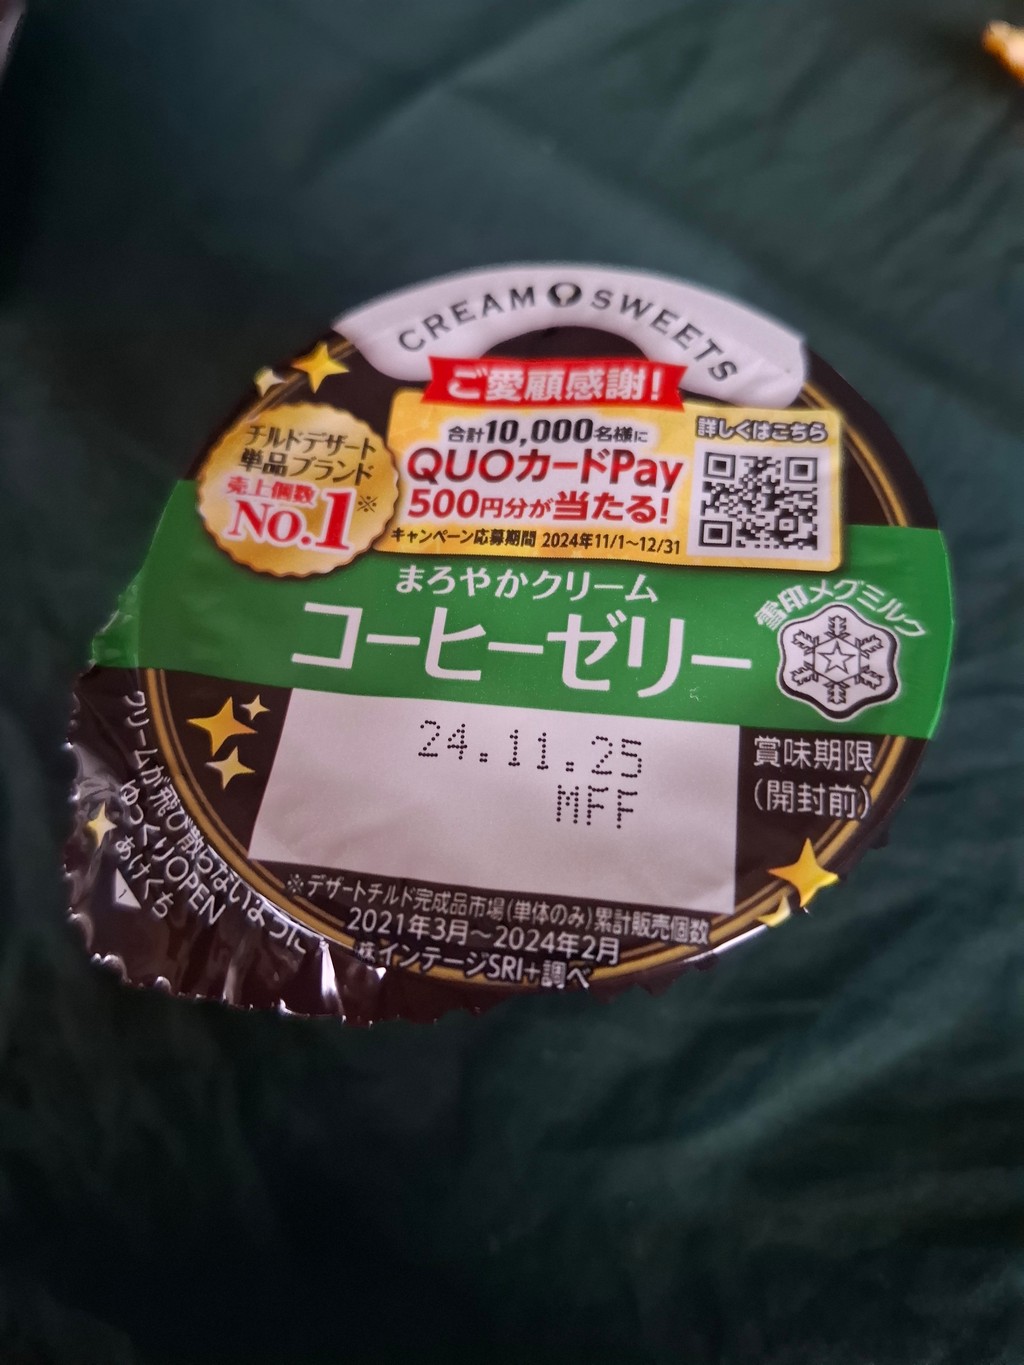 CREAM SWEETS
ご愛顧感謝!
チルドデザート
単品ブランド
売上個数
No.1※
合計10,000名様に
QUOカードPay
500円分が当たる!
キャンペーン応募期間 2024年11/1~12/31
詳しくはこちら
まろやかクリーム
コーヒーゼリー
雪印メグミルク
24.11.25
MFF
賞味期限
(開封前)
クリームが飛び散らないように
ゆっくりOPEN
あけくち
※デザートチルド完成品市場(単体のみ)累計販売個数
2021年3月~2024年2月
㈱インテージSRI+調べ